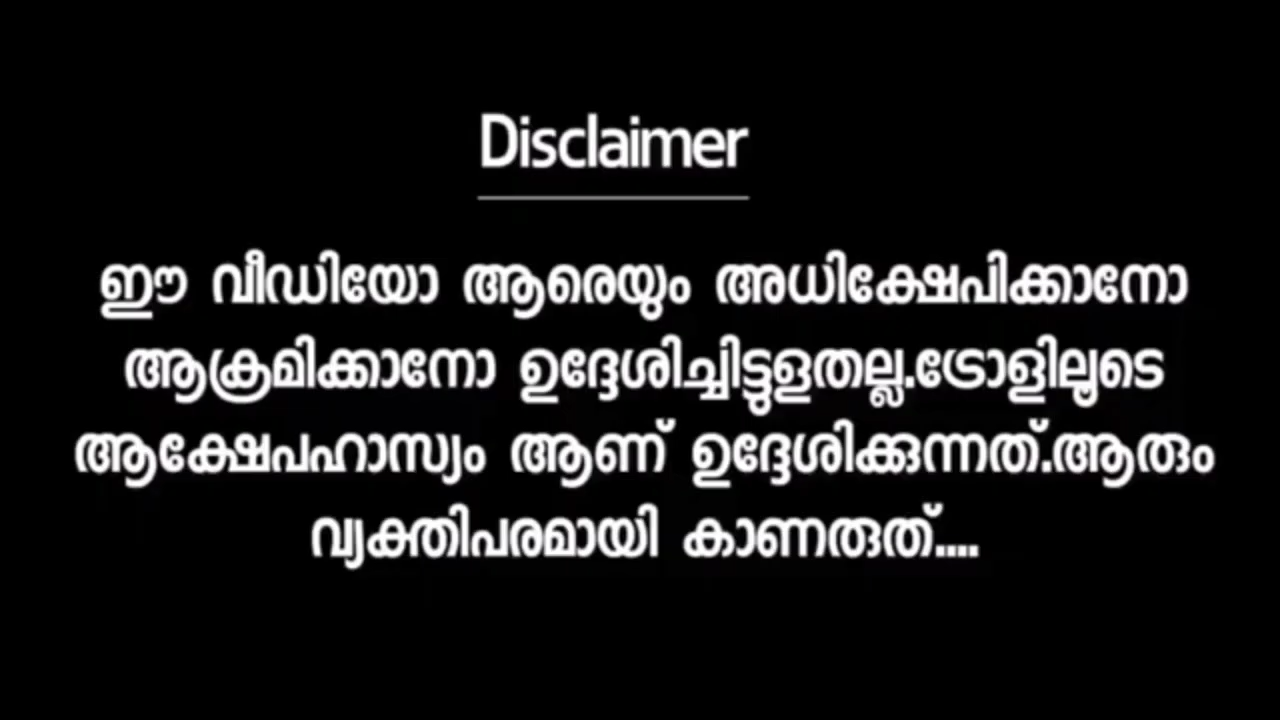 Disclaimer
ഈ വീഡിയോ ആരെയും അധിക്ഷേപിക്കാനോ
ആക്രമിക്കാനോ ഉദ്ദേശിച്ചിട്ടുളതല്ല.ട്രോളിലൂടെ
ആക്ഷേപഹാസ്യം ആണ് ഉദ്ദേശിക്കുന്നത്.ആരും
വ്യക്തിപരമായി കാണരുത്....